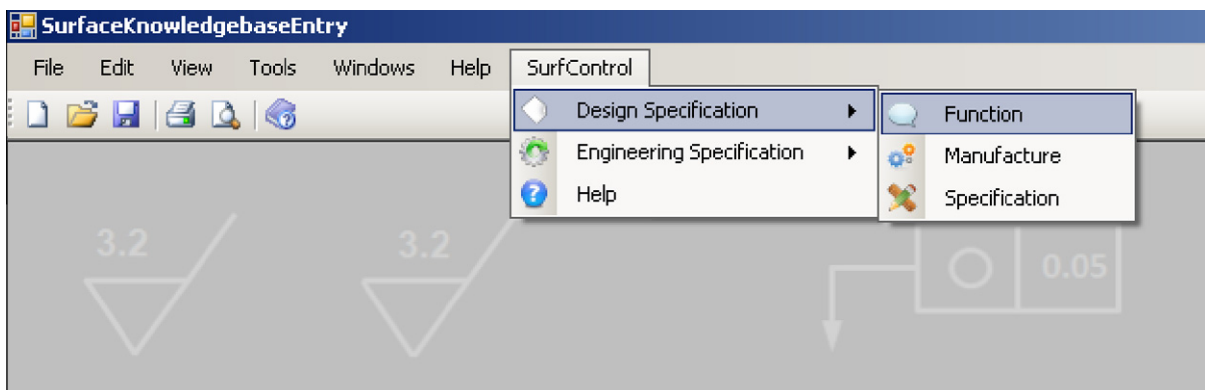 SurfaceKnowledgebaseEntry
File Edit View Tools Windows Help SurfControl
Design Specification Function
Engineering Specification Manufacture
Help Specification
3.2 3.2 0.05